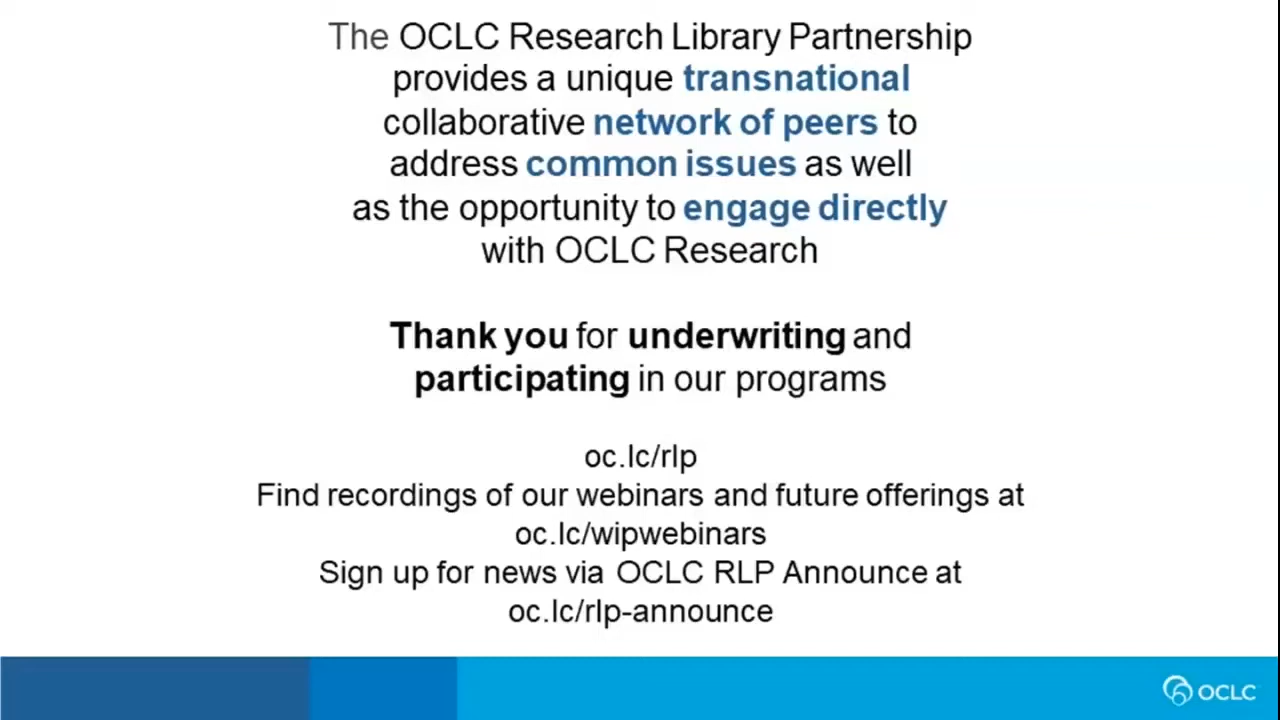 The OCLC Research Library Partnership
provides a unique transnational
collaborative network of peers to
address common issues as well
as the opportunity to engage directly
with OCLC Research
Thank you for underwriting and
participating in our programs
oc.lc/rlp
Find recordings of our webinars and future offerings at
oc.lc/wipwebinars
Sign up for news via OCLC RLP Announce at
oc.lc/rlp-announce
OCLC